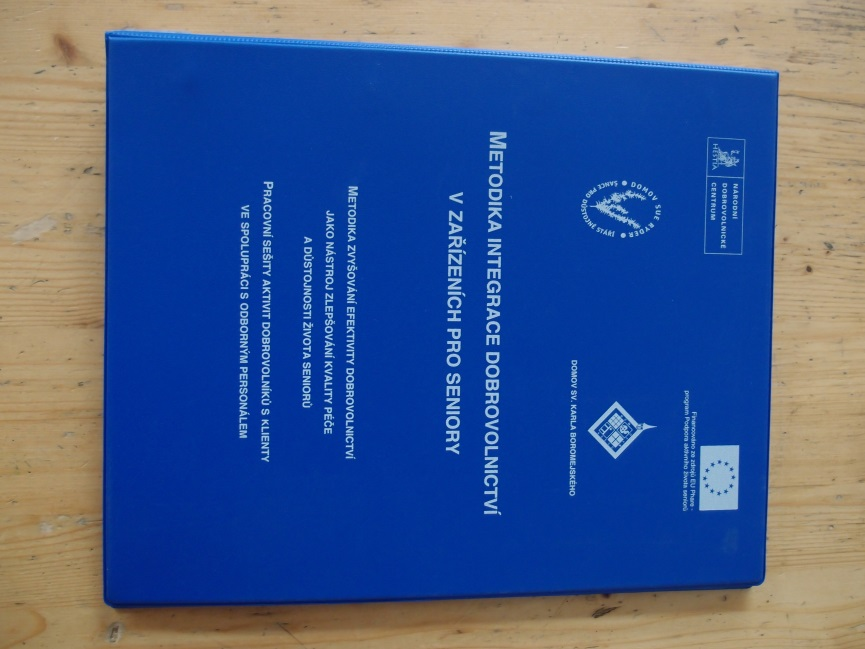 HESTIA
NÁRODNÍ
DOBROVOLNICKÉ
CENTRUM
Financováno ze zdrojů EU Phare -
program Podpora aktivního života seniorů
DOMOV SUE RYDER
ŠANCE PRO DŮSTOJNÉ STÁŘÍ
DOMOV SV. KARLA BOROMEJSKÉHO
METODIKA INTEGRACE DOBROVOLNICTVÍ
V ZAŘÍZENÍCH PRO SENIORY
METODIKA ZVYŠOVÁNÍ EFEKTIVITY DOBROVOLNICTVÍ
JAKO NÁSTROJ ZLEPŠOVÁNÍ KVALITY PÉČE
A DŮSTOJNOSTI ŽIVOTA SENIORŮ
PRACOVNÍ SEŠITY AKTIVIT DOBROVOLNÍKŮ S KLIENTY
VE SPOLUPRÁCI S ODBORNÝM PERSONÁLEM